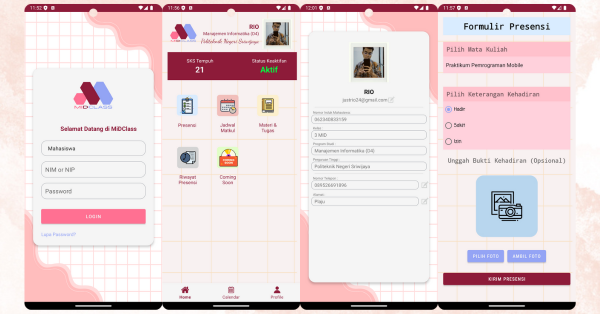 11:52
MiDCLASS
Selamat Datang di MiDClass
Mahasiswa
NIM or NIP
Password
LOGIN
Lupa Password?
11:56
MiDCLASS
RIO
Manajemen Informatika (D4)
Politeknik Negeri Sriwijaya
SKS Tempuh
21
Status Keaktifan
Aktif
Presensi
Jadwal
Matkul
Materi &
Tugas
Riwayat
Presensi
Coming
Soon
Home
Calendar
Profile
12:01
RIO
jastro24@gmail.com
Nomor Induk Mahasiswa
062340833109
Kelas
3 MID
Program Studi
Manajemen Informatika (D4)
Perguruan Tinggi
Politeknik Negeri Sriwijaya
Nomor Telepon
089526691896
Alamat
Plaju
11:57
Formulir Presensi
Pilih Mata Kuliah
Praktikum Pemrograman Mobile
Pilih Keterangan Kehadiran
Hadir
Sakit
Izin
Unggah Bukti Kehadiran (Opsional)
PILIH FOTO
AMBIL FOTO
KIRIM PRESENSI